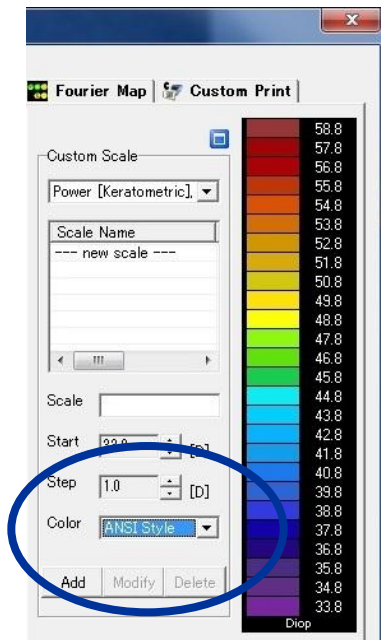 Fourier Map Custom Print
Custom Scale
Power [Keratometric],
Scale Name
--- new scale ---
Scale
Start [D]
Step 1.0 [D]
Color ANSI Style
Add Modify Delete
58.8
57.8
56.8
55.8
54.8
53.8
52.8
51.8
50.8
49.8
48.8
47.8
46.8
45.8
44.8
43.8
42.8
41.8
40.8
39.8
38.8
37.8
36.8
35.8
34.8
33.8
Diop